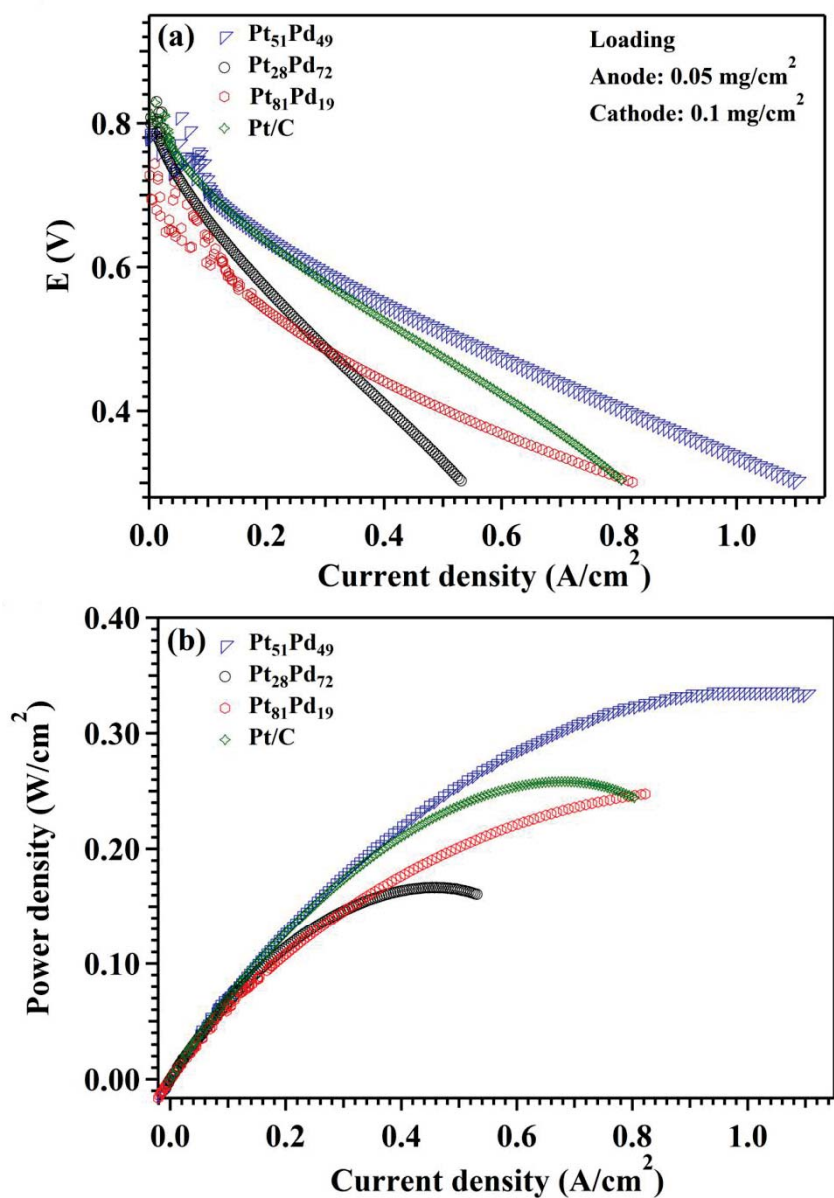 (a)
Pt51Pd49
Pt28Pd72
Pt81Pd19
Pt/C
Loading
Anode: 0.05 mg/cm2
Cathode: 0.1 mg/cm2
E (V)
0.8
0.6
0.4
0.0 0.2 0.4 0.6 0.8 1.0
Current density (A/cm2)
(b)
Pt51Pd49
Pt28Pd72
Pt81Pd19
Pt/C
Power density (W/cm2)
0.40
0.30
0.20
0.10
0.00
0.0 0.2 0.4 0.6 0.8 1.0
Current density (A/cm2)